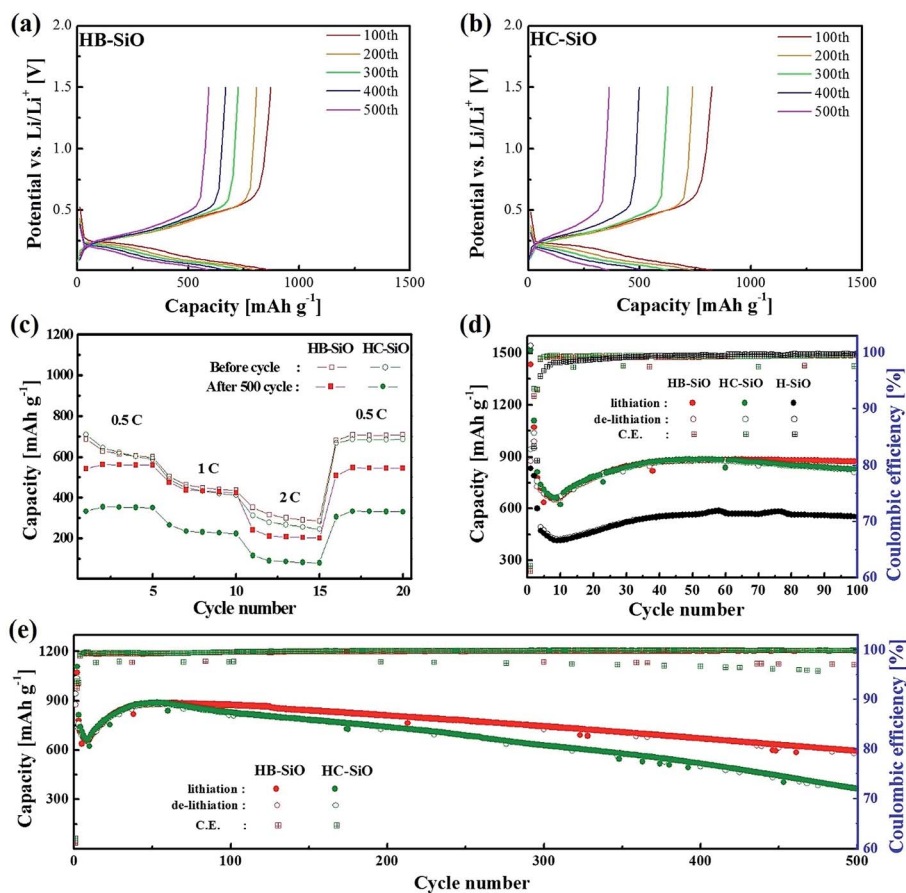 (a)
HB-SiO
100th
200th
300th
400th
500th
2.0
1.5
1.0
0.5
0
500
1000
1500
Potential vs. Li/Li+ [V]
Capacity [mAh g-1]
(b)
HC-SiO
100th
200th
300th
400th
500th
2.0
1.5
1.0
0.5
0
500
1000
1500
Potential vs. Li/Li+ [V]
Capacity [mAh g-1]
(c)
HB-SiO HC-SiO
Before cycle :
After 500 cycle :
0.5 C
1 C
2 C
0.5 C
1200
1000
800
600
400
200
0
5
10
15
20
Capacity [mAh g-1]
Cycle number
(d)
HB-SiO HC-SiO H-SiO
lithiation :
de-lithiation :
C.E. :
1500
1200
900
600
300
0 10 20 30 40 50 60 70 80 90 100
100
90
80
70
60
Capacity [mAh g-1]
Coulombic efficiency [%]
Cycle number
(e)
HB-SiO HC-SiO
lithiation :
de-lithiation :
C.E. :
1200
900
600
300
0 100 200 300 400 500
100
90
80
70
60
Capacity [mAh g-1]
Coulombic efficiency [%]
Cycle number